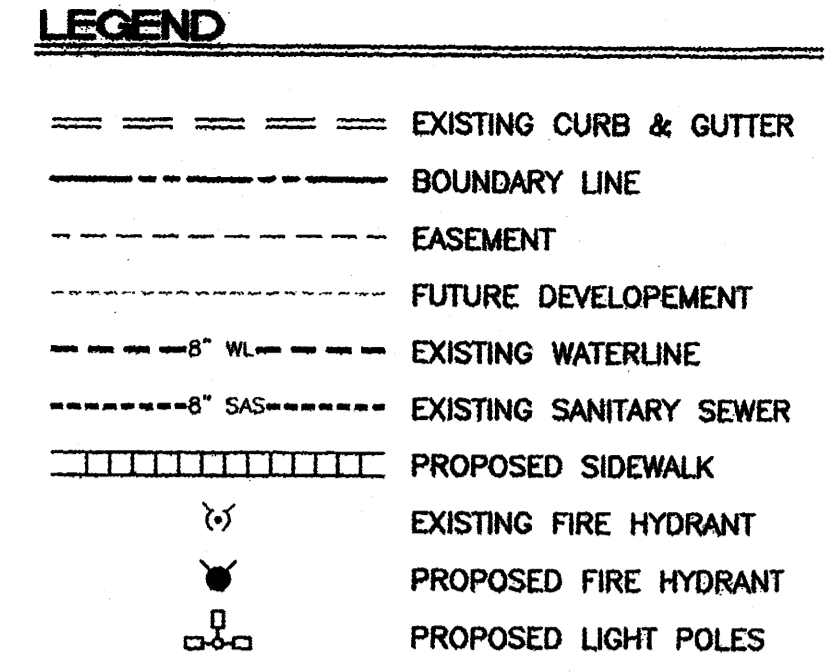 LEGEND
EXISTING CURB & GUTTER
BOUNDARY LINE
EASEMENT
FUTURE DEVELOPEMENT
8" WL EXISTING WATERLINE
8" SAS EXISTING SANITARY SEWER
PROPOSED SIDEWALK
EXISTING FIRE HYDRANT
PROPOSED FIRE HYDRANT
PROPOSED LIGHT POLES